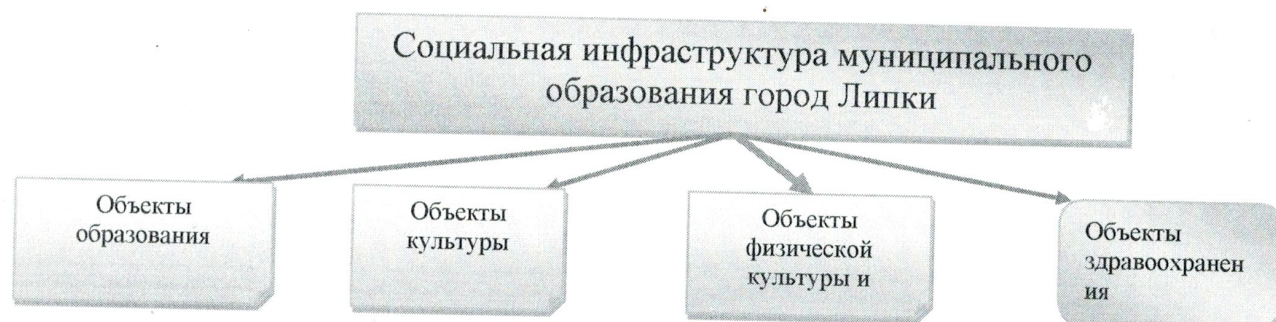 Социальная инфраструктура муниципального
образования город Липки
Объекты
образования
Объекты
культуры
Объекты
физической
культуры и
Объекты
здравоохранен
ия